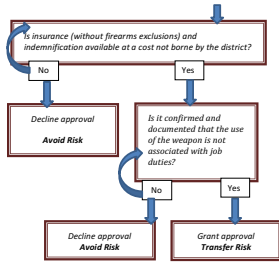 Is insurance (without firearms exclusions) and
indemnification available at a cost not borne by the district?
No
Yes
Decline approval
Avoid Risk
Is it confirmed and
documented that the use
of the weapon is not
associated with job
duties?
No
Yes
Decline approval
Avoid Risk
Grant approval
Transfer Risk